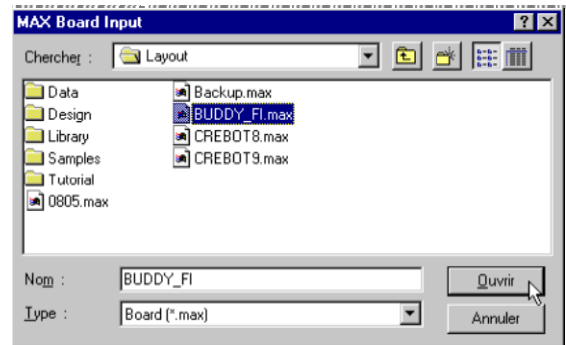 MAX Board Input
Chercher : Layout
Data
Design
Library
Samples
Tutorial
0805.max
Backup.max
BUDDY_FI.max
CREBOT8.max
CREBOT9.max
Nom : BUDDY_FI Ouvrir
Type : Board (*.max) Annuler